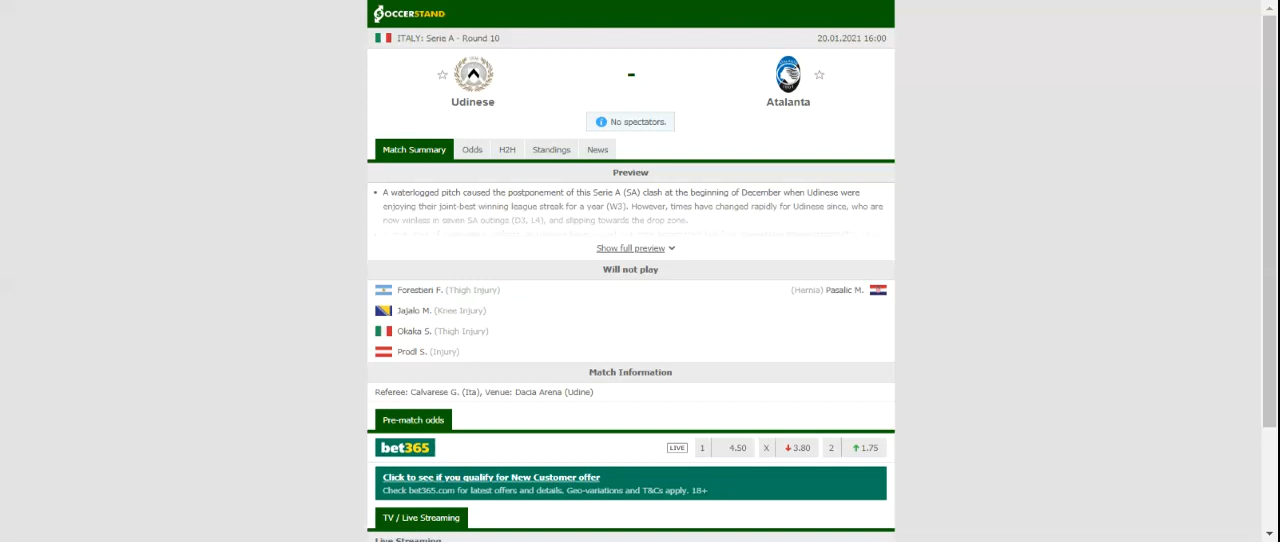 SOCCERSTAND
ITALY: Serie A - Round 10 20.01.2021 16:00
-
Udinese Atalanta
No spectators.
Match Summary Odds H2H Standings News
Preview
• A waterlogged pitch caused the postponement of this Serie A (SA) clash at the beginning of December when Udinese were
enjoying their joint-best winning league streak for a year (W3). However, times have changed rapidly for Udinese since, who are
now winless in seven SA outings (D3, L4), and slipping towards the drop zone.
Show full preview
Will not play
Forestieri F. (Thigh Injury) (Hernia) Pasalic M.
Jajalo M. (Knee Injury)
Okaka S. (Thigh Injury)
Prodl S. (Injury)
Match Information
Referee: Calvarese G. (Ita), Venue: Dacia Arena (Udine)
Pre-match odds
bet365 LIVE 1 4.50 X 3.80 2 1.75
Click to see if you qualify for New Customer offer
Check bet365.com for latest offers and details. Geo-variations and T&Cs apply. 18+
TV / Live Streaming
Live Streaming